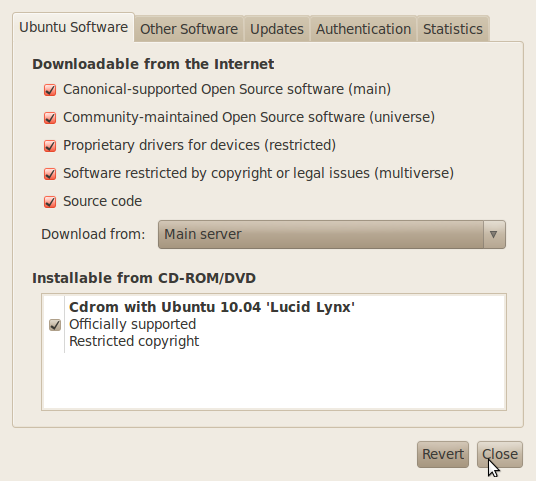 Ubuntu Software Other Software Updates Authentication Statistics
Downloadable from the Internet
Canonical-supported Open Source software (main)
Community-maintained Open Source software (universe)
Proprietary drivers for devices (restricted)
Software restricted by copyright or legal issues (multiverse)
Source code
Download from: Main server
Installable from CD-ROM/DVD
Cdrom with Ubuntu 10.04 'Lucid Lynx'
Officially supported
Restricted copyright
Revert Close